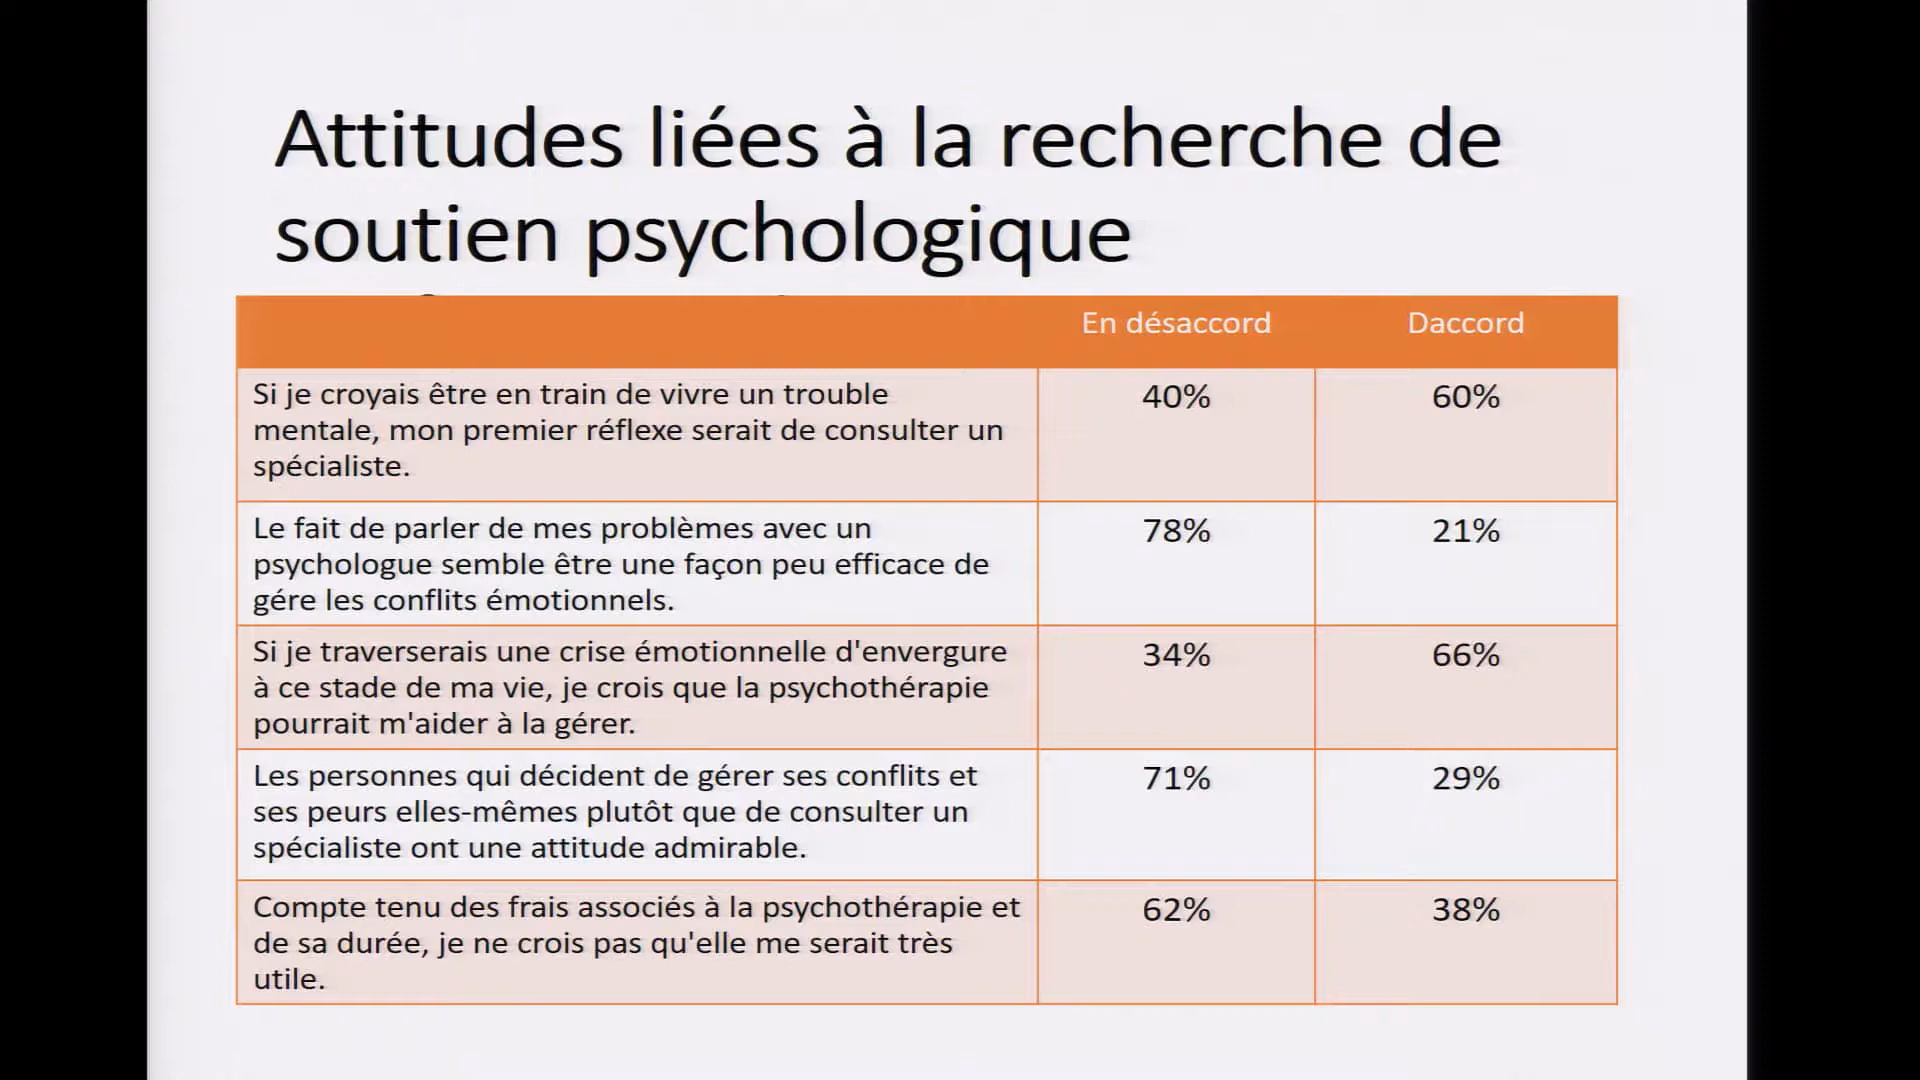 Attitudes liées à la recherche de
soutien psychologique
En désaccord Daccord
Si je croyais être en train de vivre un trouble
mentale, mon premier réflexe serait de consulter un
spécialiste.
40% 60%
Le fait de parler de mes problèmes avec un
psychologue semble être une façon peu efficace de
gére les conflits émotionnels.
78% 21%
Si je traverserais une crise émotionnelle d'envergure
à ce stade de ma vie, je crois que la psychothérapie
pourrait m'aider à la gérer.
34% 66%
Les personnes qui décident de gérer ses conflits et
ses peurs elles-mêmes plutôt que de consulter un
spécialiste ont une attitude admirable.
71% 29%
Compte tenu des frais associés à la psychothérapie et
de sa durée, je ne crois pas qu'elle me serait très
utile.
62% 38%